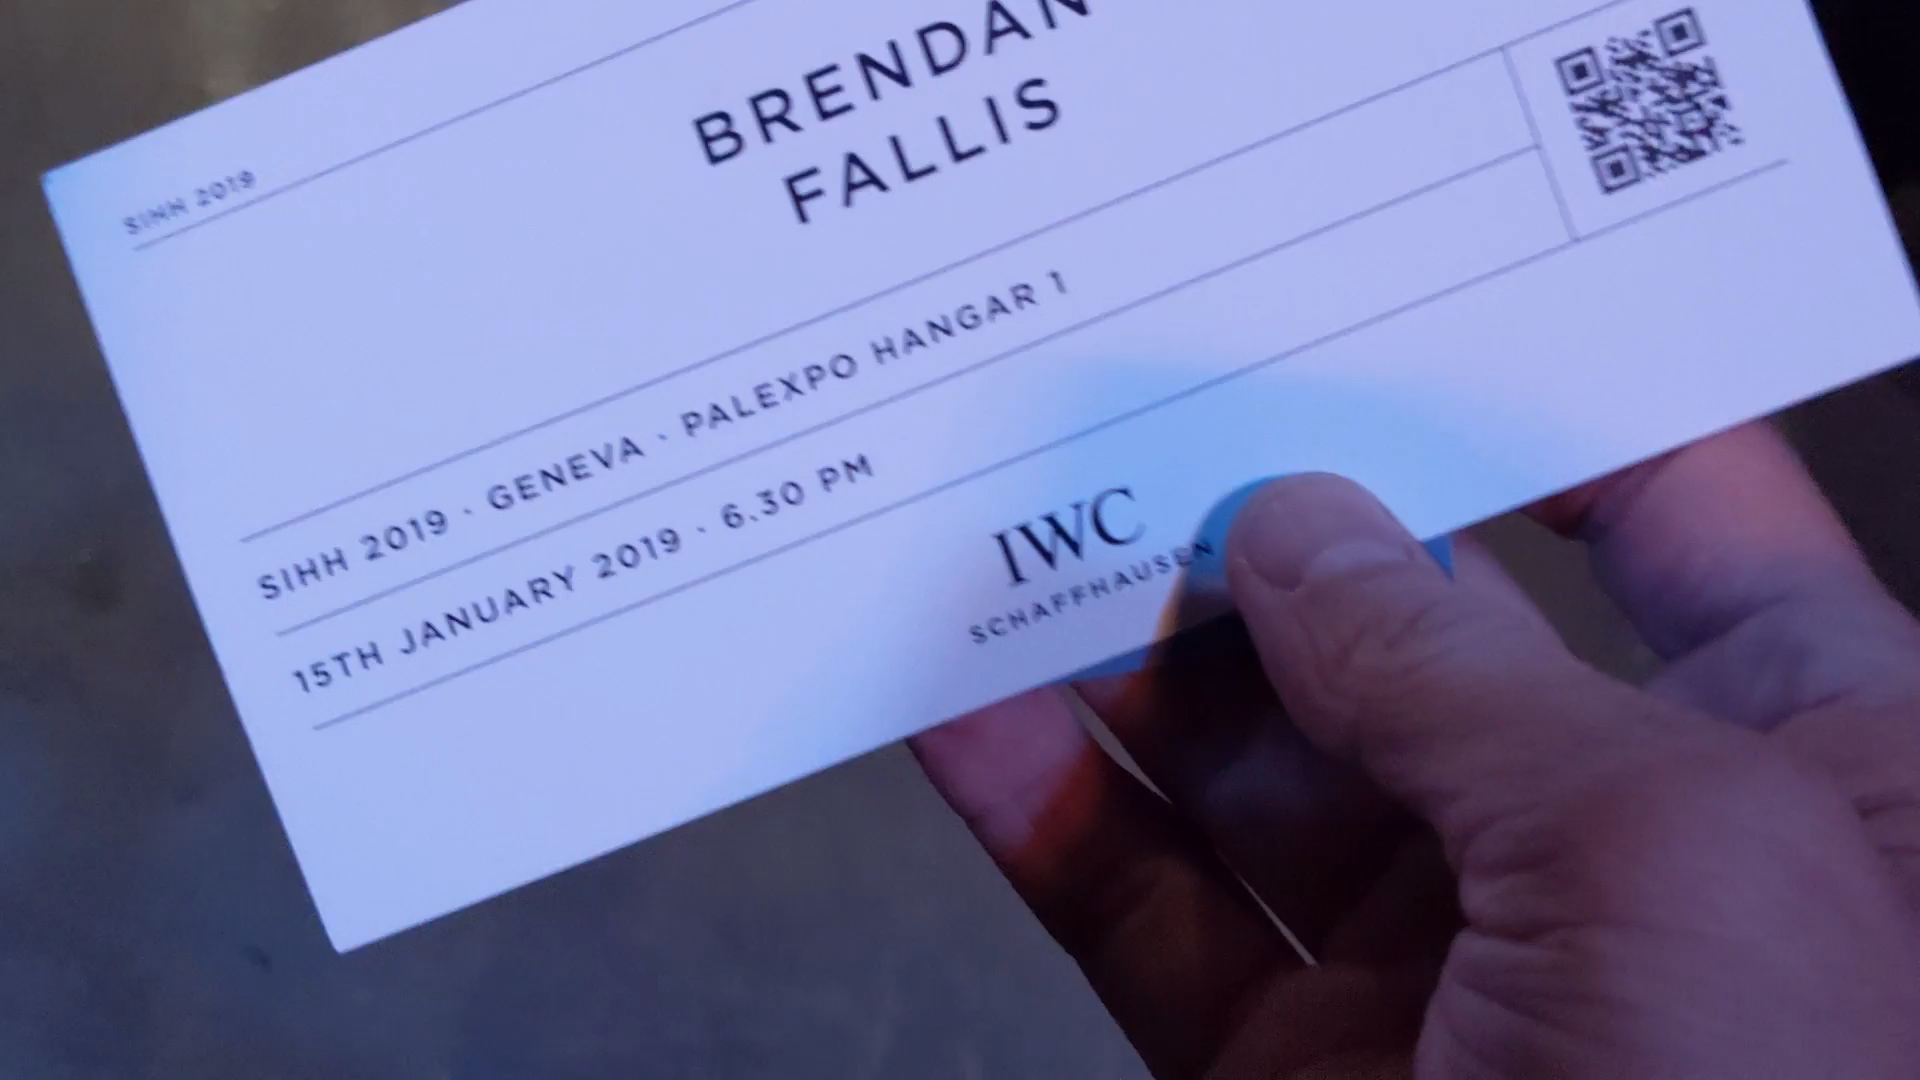 SIHH 2019
BRENDAN
FALLIS
SIHH 2019 · GENEVA · PALEXPO HANGAR 1
15TH JANUARY 2019 · 6.30 PM
IWC
SCHAFFHAUSEN